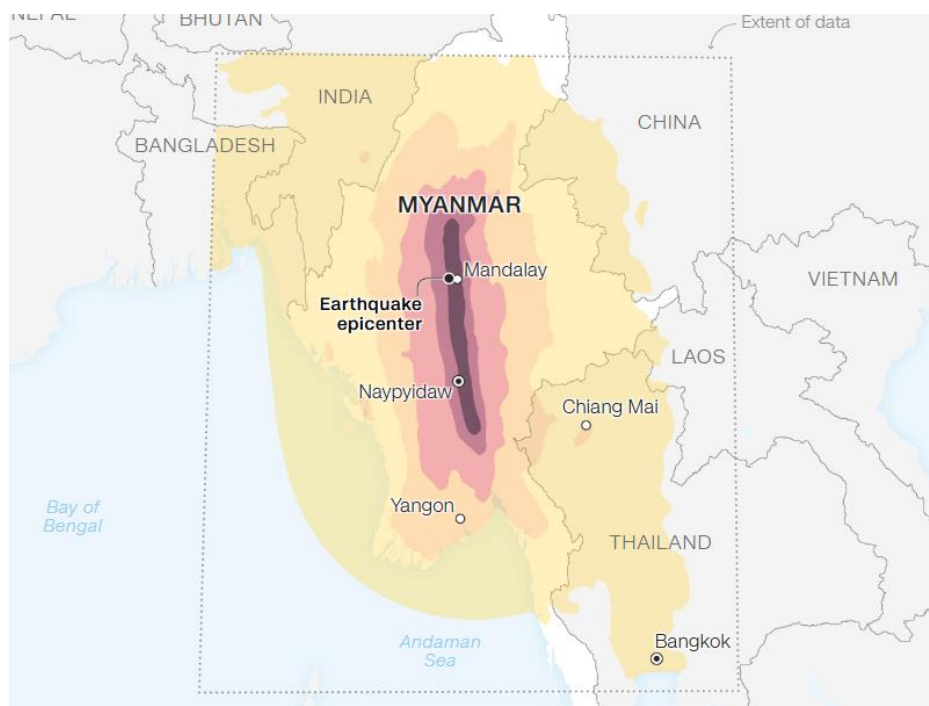 NEPAL
BHUTAN
Extent of data
INDIA
CHINA
BANGLADESH
MYANMAR
Mandalay
VIETNAM
Earthquake
epicenter
LAOS
Naypyidaw
Chiang Mai
Bay of
Bengal
Yangon
THAILAND
Andaman
Sea
Bangkok